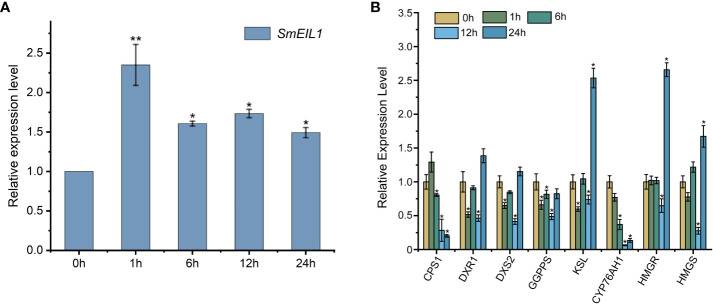 A
SmEIL1
Relative expression level
2.5
2.0
1.5
1.0
0.5
0.0
**
*
*
*
0h
1h
6h
12h
24h
B
0h
1h
6h
12h
24h
Relative Expression Level
3.5
3.0
2.5
2.0
1.5
1.0
0.5
0.0
CPS1
DXR1
DXS2
GGPPS
KSL
CYP76AH1
HMGR
HMGS